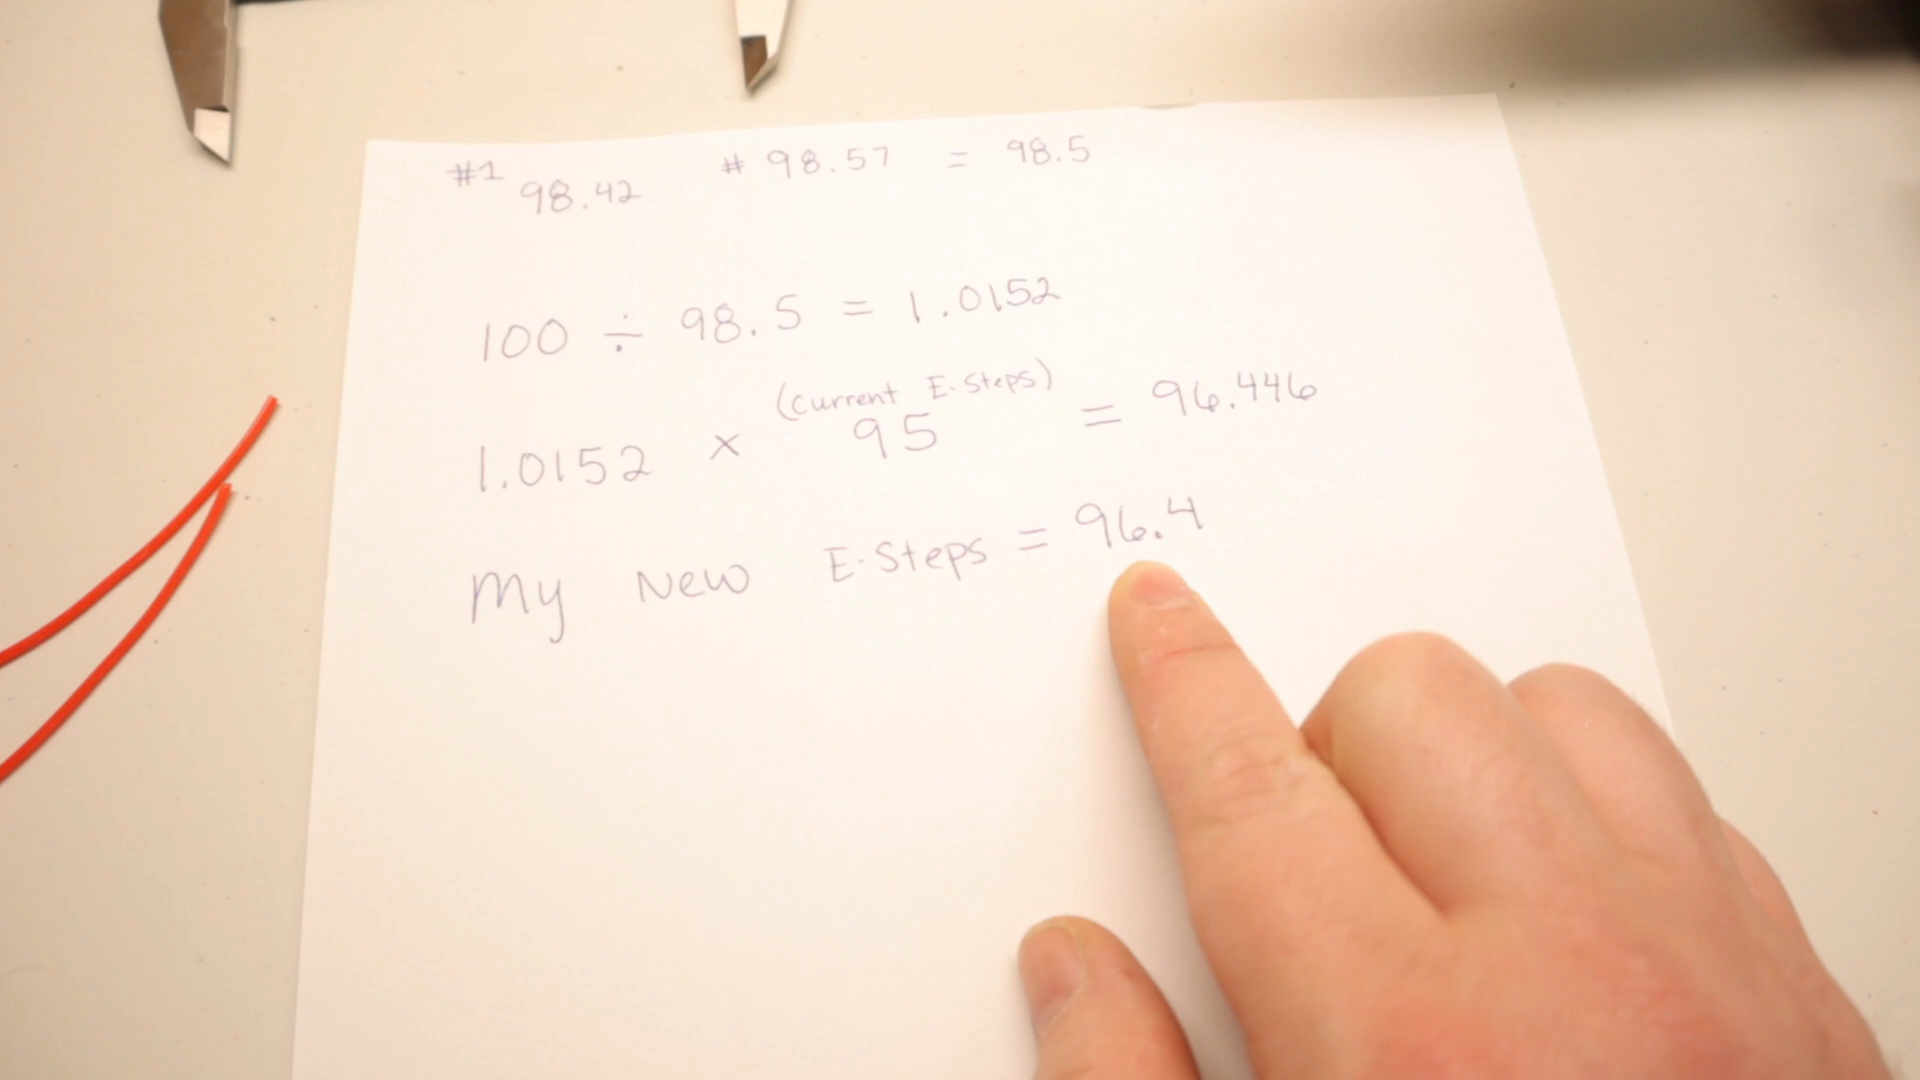 #1 98.42 # 98.57 = 98.5
100 ÷ 98.5 = 1.0152
(Current E-Steps)
1.0152 × 95 = 96.446
My New E-Steps = 96.4